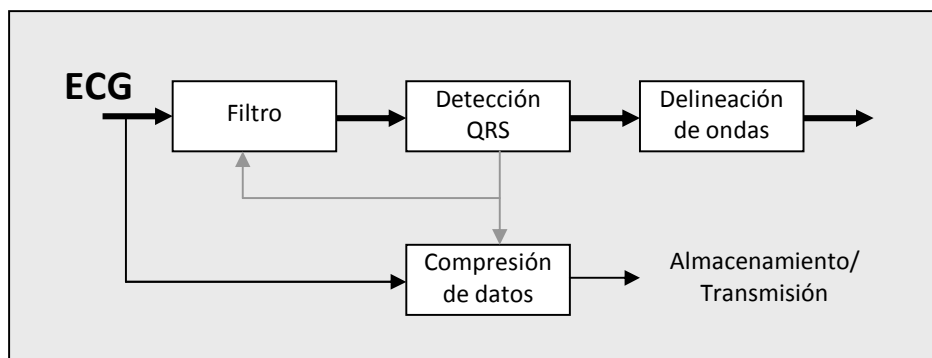 ECG
Filtro
Detección
QRS
Delineación
de ondas
Compresión
de datos
Almacenamiento/
Transmisión